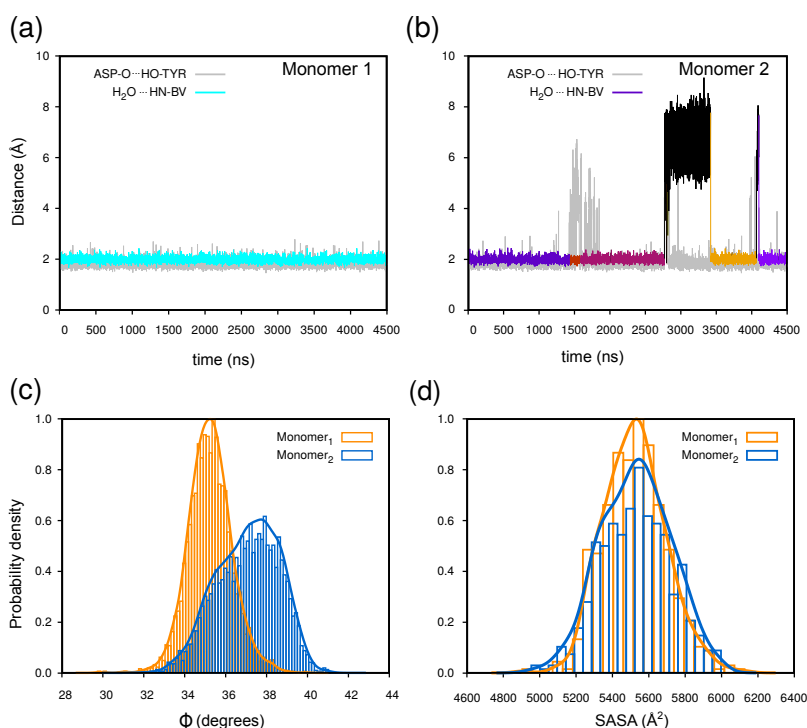 (a)
ASP-O ··· HO-TYR
H₂O ··· HN-BV
Monomer 1
Distance (Å)
10
8
6
4
2
0
0 500 1000 1500 2000 2500 3000 3500 4000 4500
time (ns)
(b)
ASP-O ··· HO-TYR
H₂O ··· HN-BV
Monomer 2
10
8
6
4
2
0
0 500 1000 1500 2000 2500 3000 3500 4000 4500
time (ns)
(c)
Monomer₁
Monomer₂
Probability density
1.0
0.8
0.6
0.4
0.2
0.0
28 30 32 34 36 38 40 42 44
Φ (degrees)
(d)
Monomer₁
Monomer₂
1.0
0.8
0.6
0.4
0.2
0.0
4600 4800 5000 5200 5400 5600 5800 6000 6200 6400
SASA (Å²)